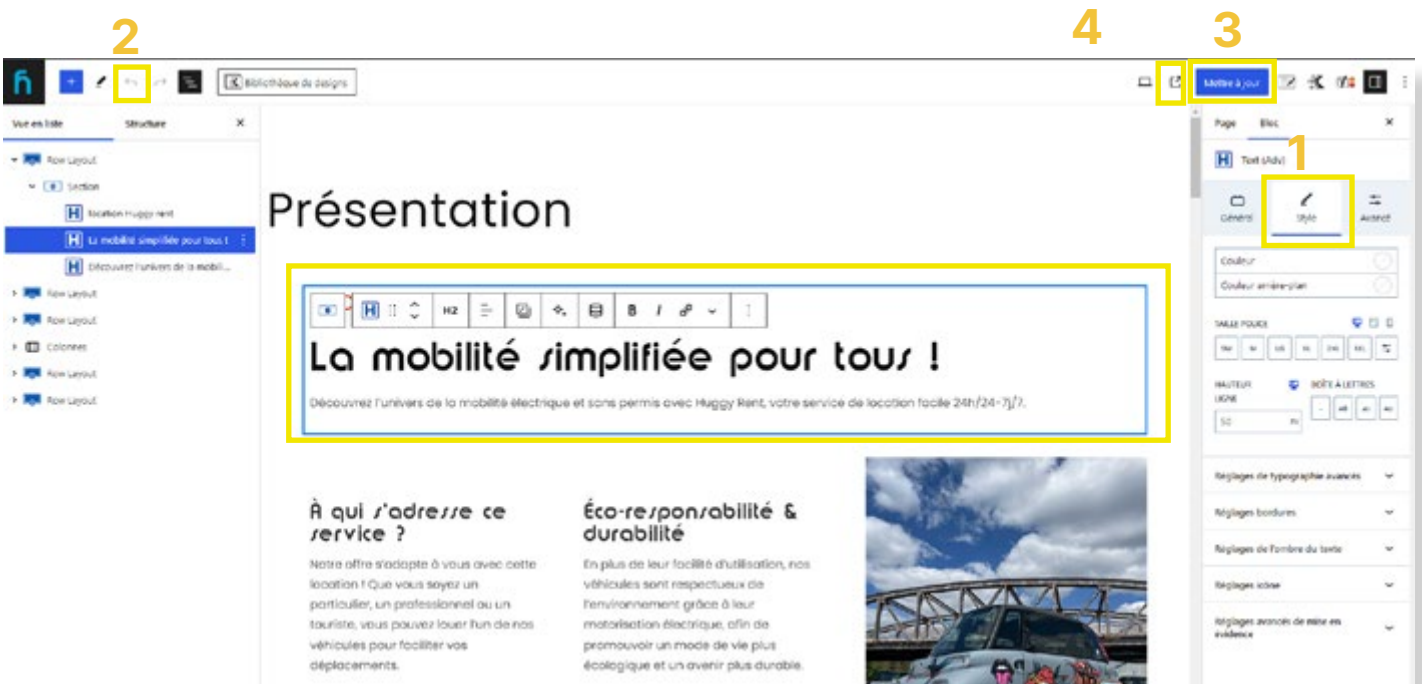 2
4
3
Bibliothèque de designs
Mettre à jour
Vue en liste
Structure
Page
Bloc
Row Layout
Text (Adv)
1
Section
location Huggy rent
Général
Style
Avancé
La mobilité simplifiée pour tous !
Découvrez l'univers de la mobil...
Row Layout
Row Layout
Colonnes
Row Layout
Row Layout
Présentation
H2
B
I
La mobilité simplifiée pour tous !
Découvrez l'univers de la mobilité électrique et sans permis avec Huggy Rent, votre service de location facile 24h/24-7j/7.
À qui s'adresse ce
service ?
Notre offre s'adapte à vous avec cette
location ! Que vous soyez un
particulier, un professionnel ou un
touriste, vous pouvez louer l'un de nos
véhicules pour faciliter vos
déplacements.
Éco-responsabilité &
durabilité
En plus de leur facilité d'utilisation, nos
véhicules sont respectueux de
l'environnement grâce à leur
motorisation électrique, afin de
promouvoir un mode de vie plus
écologique et un avenir plus durable.
Couleur
Couleur arrière-plan
TAILLE POLICE
HAUTEUR
LIGNE
BOÎTE À LETTRES
50
Réglages de typographie avancés
Réglages bordures
Réglages de l'ombre du texte
Réglages icône
Réglages avancés de mise en
évidence